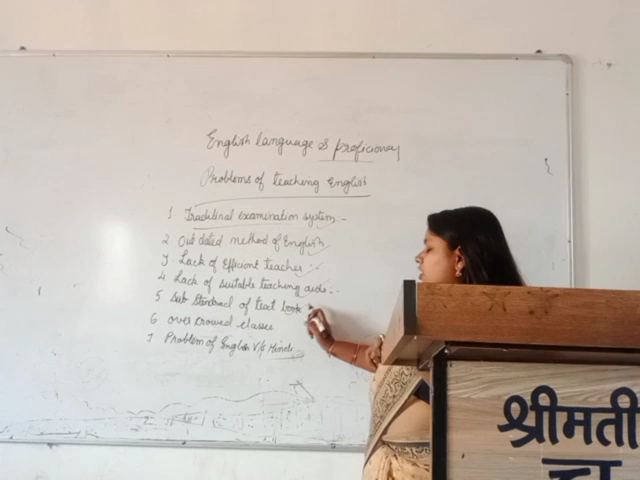 English language & proficiency
Problems of teaching English
1 Traditinal examination system:-
2 Out dated method of English
3 Lack of Efficient teacher:-
4 Lack of suitable teaching aids:-
5 Sub Standard of text book
6 over crowed classes
7 Problem of English V/s Hindi
श्रीमती